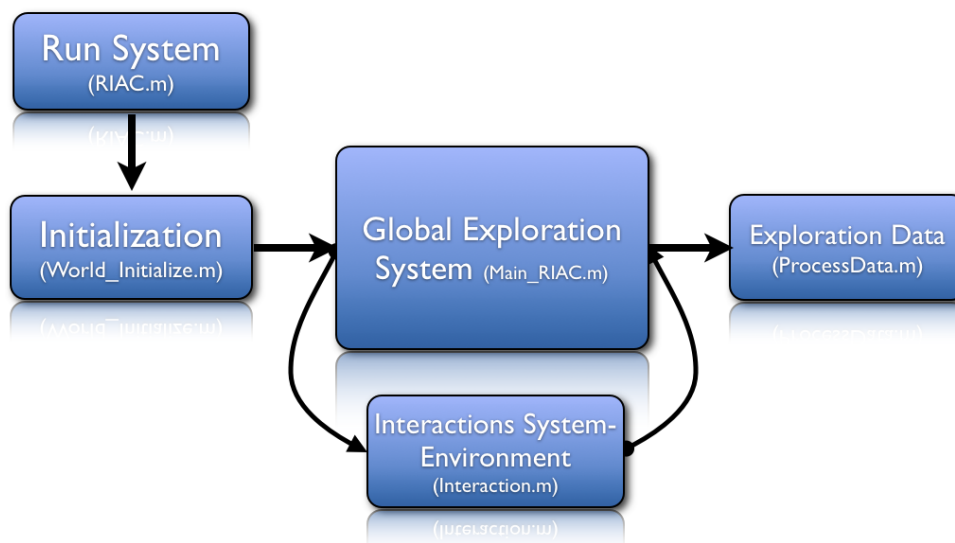 Run System
(RIAC.m)
Initialization
(World_Initialize.m)
Global Exploration
System (Main_RIAC.m)
Exploration Data
(ProcessData.m)
Interactions System-
Environment
(Interaction.m)